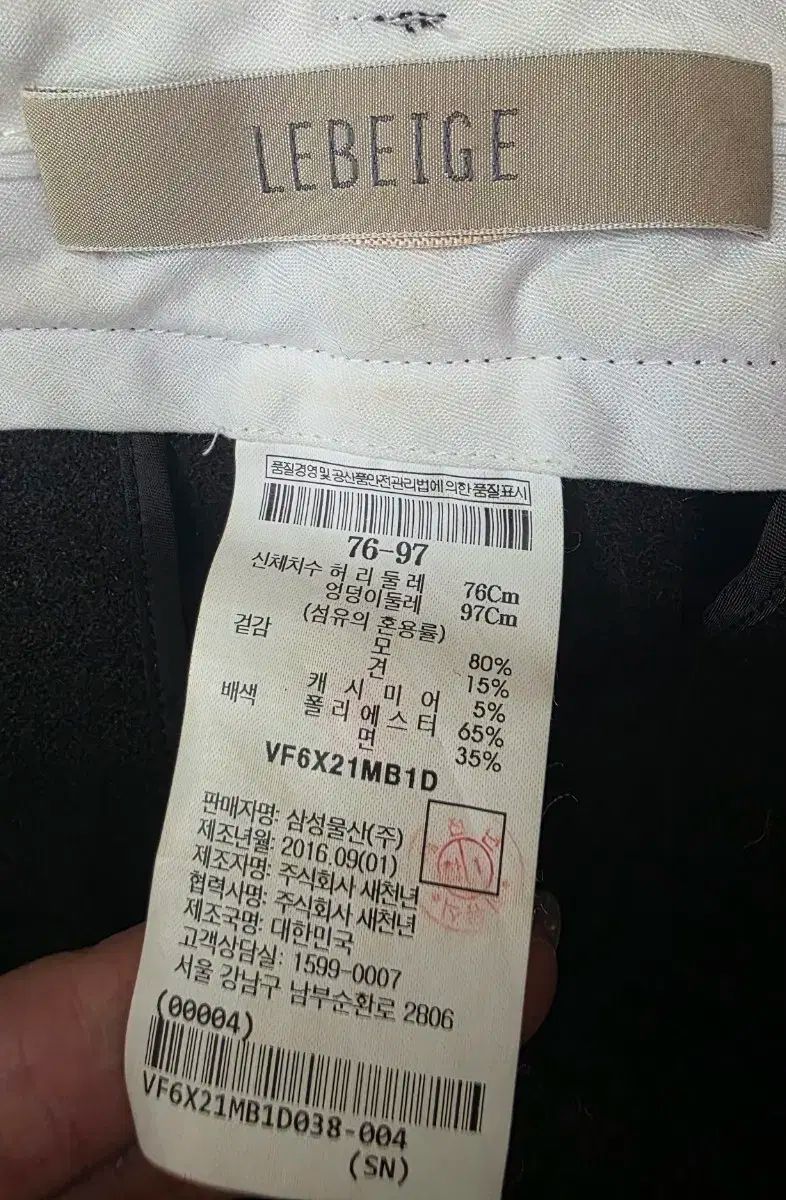 LEBEIGE
품질경영및공산품안전관리법에의한품질표시
76-97
신체치수 허리둘레 76Cm
엉덩이둘레 97Cm
(섬유의 혼용률)
겉감 모 80%
견 15%
캐시미어 5%
배색 폴리에스터 65%
면 35%
VF6X21MB1D
판매자명: 삼성물산(주)
제조년월: 2016.09(01)
제조자명: 주식회사 새천년
협력사명: 주식회사 새천년
제조국명: 대한민국
고객상담실: 1599-0007
서울 강남구 남부순환로 2806
(00004)
VF6X21MB1D038-004
(SN)